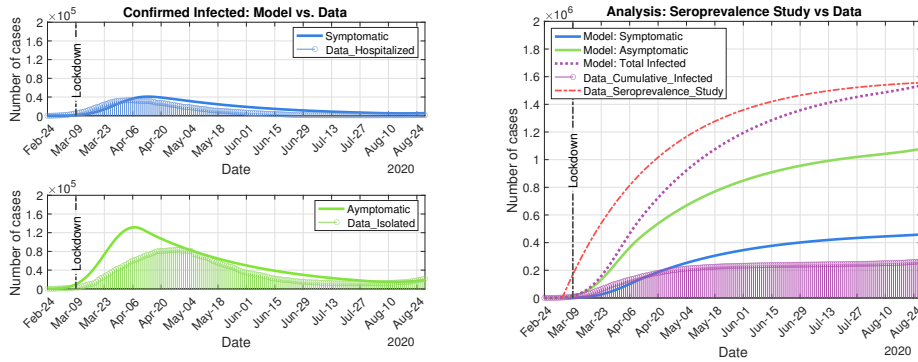 Confirmed Infected: Model vs. Data
×10^5
2
1.6
1.2
0.8
0.4
0
Number of cases
Lockdown
Symptomatic
Data_Hospitalized
Feb-24
Mar-09
Mar-23
Apr-06
Apr-20
May-04
May-18
Jun-01
Jun-15
Jun-29
Jul-13
Jul-27
Aug-10
Aug-24
Date
2020
×10^5
2
1.6
1.2
0.8
0.4
0
Number of cases
Lockdown
Aymptomatic
Data_Isolated
Feb-24
Mar-09
Mar-23
Apr-06
Apr-20
May-04
May-18
Jun-01
Jun-15
Jun-29
Jul-13
Jul-27
Aug-10
Aug-24
Date
2020
Analysis: Seroprevalence Study vs Data
×10^6
2
1.8
1.6
1.4
1.2
1
0.8
0.6
0.4
0.2
0
Number of cases
Lockdown
Model: Symptomatic
Model: Asymptomatic
Model: Total Infected
Data_Cumulative_Infected
Data_Seroprevalence_Study
Feb-24
Mar-09
Mar-23
Apr-06
Apr-20
May-04
May-18
Jun-01
Jun-15
Jun-29
Jul-13
Jul-27
Aug-10
Aug-24
Date
2020